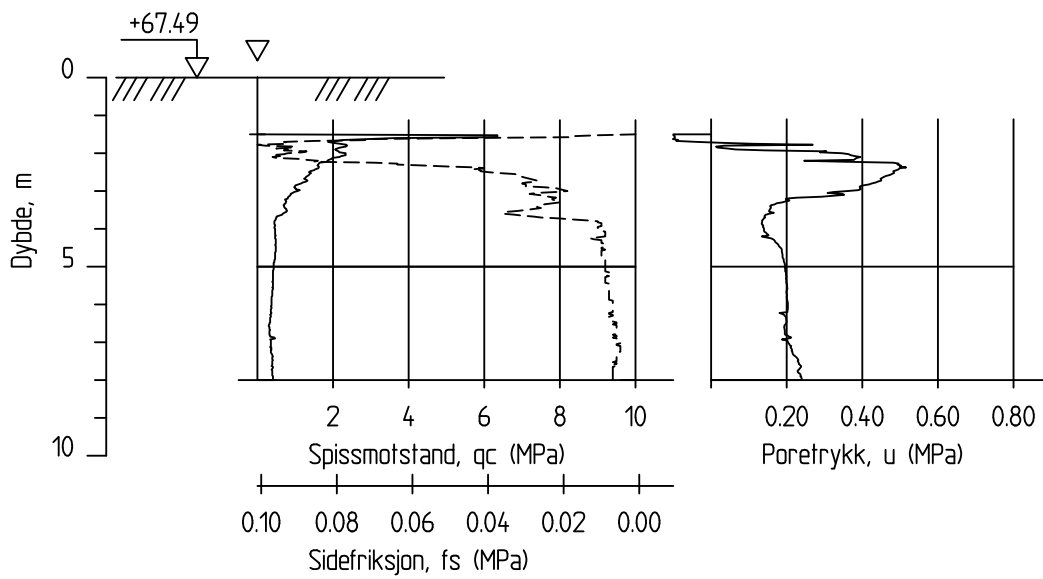 +67.49
0
5
10
Dybde, m
2 4 6 8 10
Spissmotstand, qc (MPa)
0.20 0.40 0.60 0.80
Poretrykk, u (MPa)
0.10 0.08 0.06 0.04 0.02 0.00
Sidefriksjon, fs (MPa)